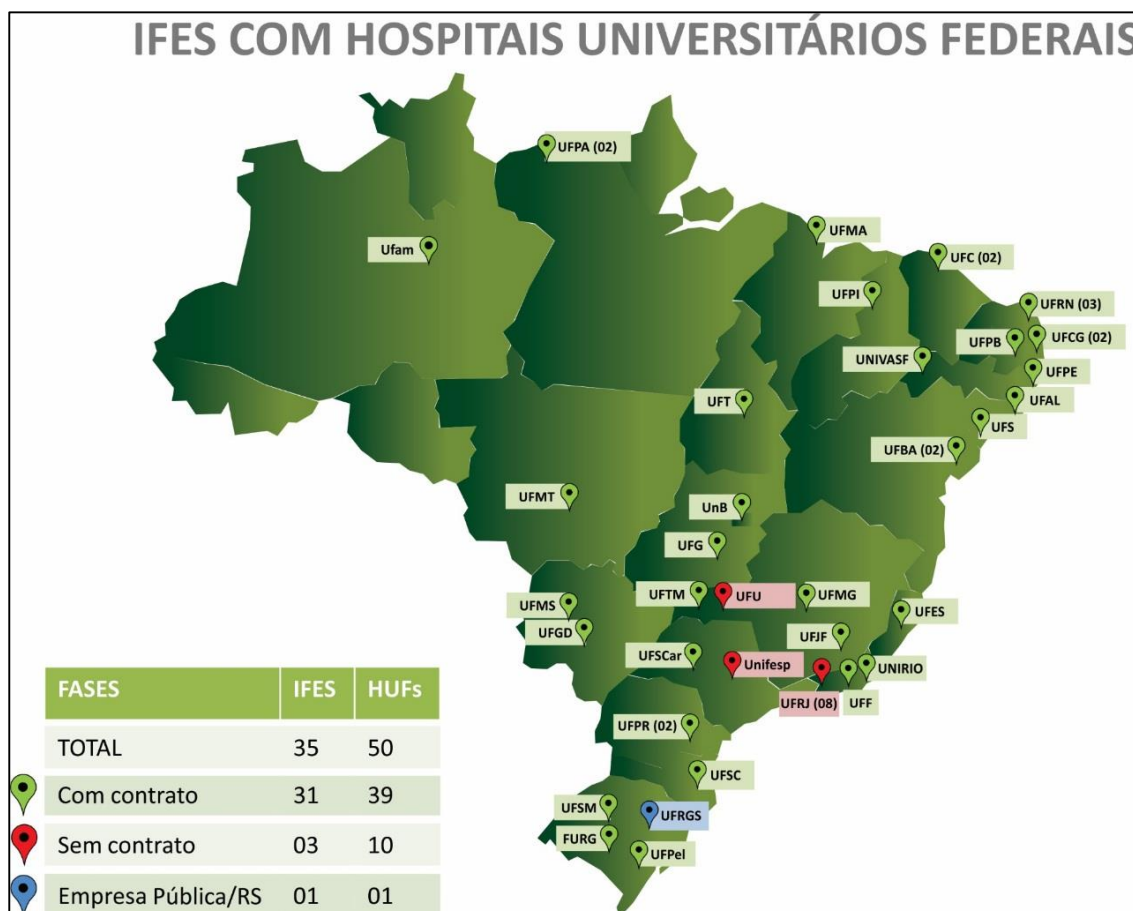 IFES COM HOSPITAIS UNIVERSITÁRIOS FEDERAIS
UFPA (02)
UFMA
Ufam
UFC (02)
UFPI
UFRN (03)
UFPB
UFCG (02)
UNIVASF
UFPE
UFT
UFAL
UFS
UFBA (02)
UFMT
UnB
UFG
UFTM
UFU
UFMG
UFMS
UFES
UFGD
UFJF
UFSCar
Unifesp
UNIRIO
UFRJ (08)
UFF
UFPR (02)
UFSC
UFSM
UFRGS
FURG
UFPel
FASES IFES HUFs
TOTAL 35 50
Com contrato 31 39
Sem contrato 03 10
Empresa Pública/RS 01 01